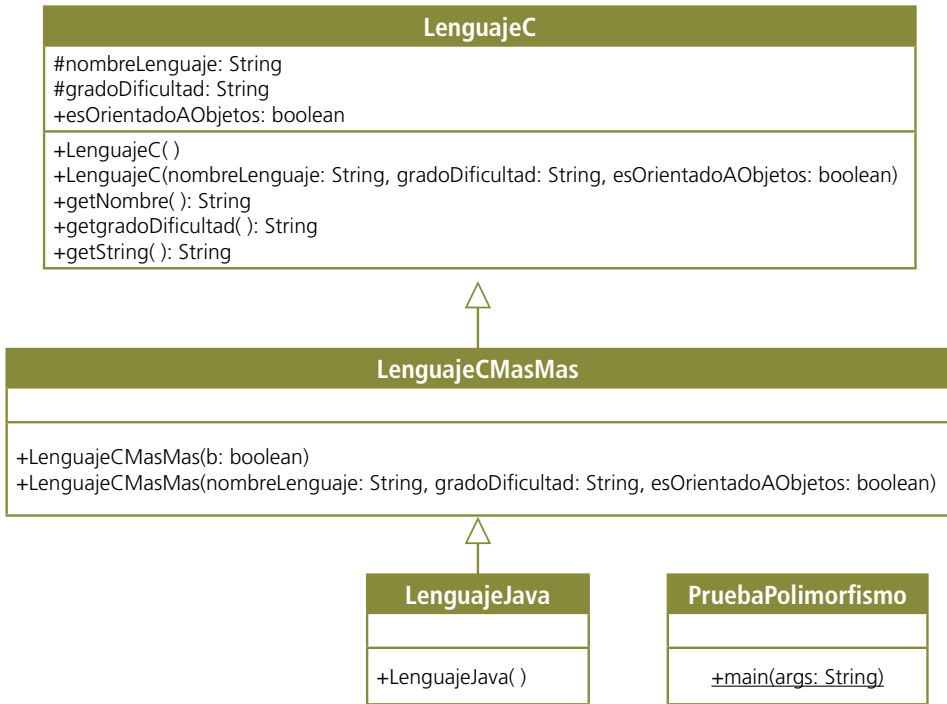 LenguajeC
#nombreLenguaje: String
#gradoDificultad: String
+esOrientadoAObjetos: boolean
+LenguajeC( )
+LenguajeC(nombreLenguaje: String, gradoDificultad: String, esOrientadoAObjetos: boolean)
+getNombre( ): String
+getgradoDificultad( ): String
+getString( ): String
LenguajeCMasMas
+LenguajeCMasMas(b: boolean)
+LenguajeCMasMas(nombreLenguaje: String, gradoDificultad: String, esOrientadoAObjetos: boolean)
LenguajeJava
+LenguajeJava( )
PruebaPolimorfismo
+main(args: String)